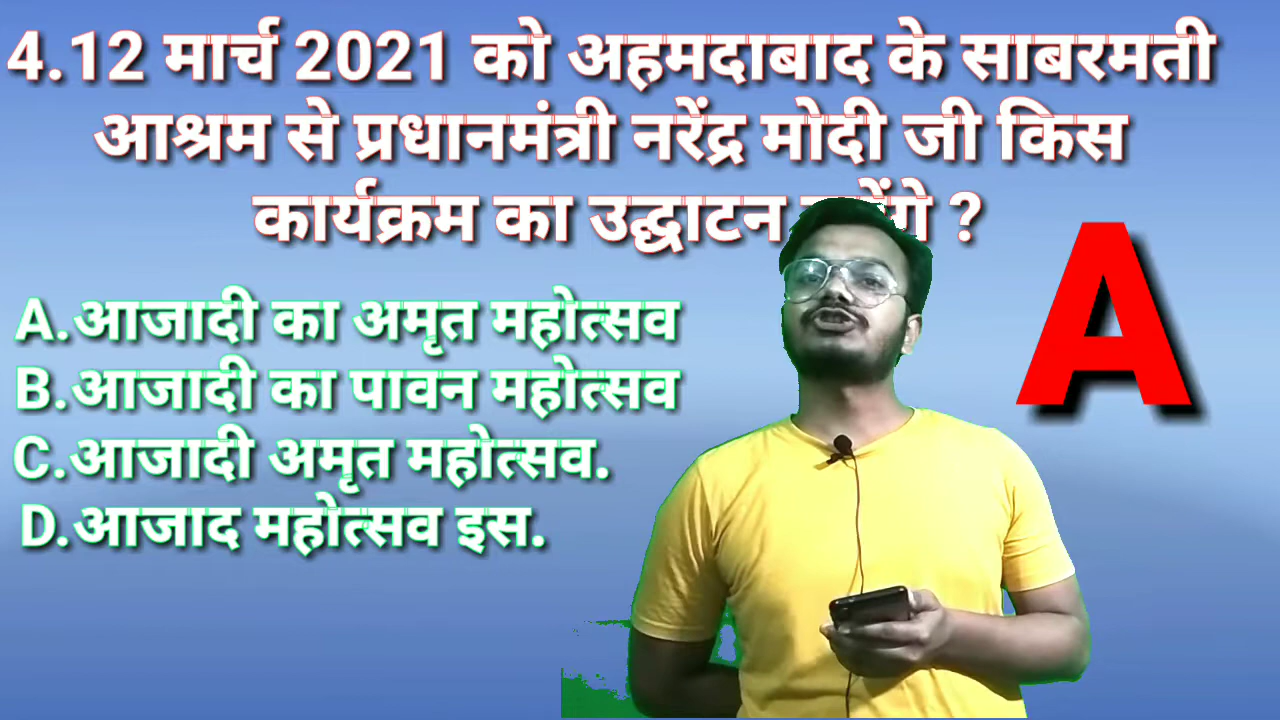 4.12 मार्च 2021 को अहमदाबाद के साबरमती
आश्रम से प्रधानमंत्री नरेंद्र मोदी जी किस
कार्यक्रम का उद्घाटन ?
A.आजादी का अमृत महोत्सव
B.आजादी का पावन महोत्सव
C.आजादी अमृत महोत्सव.
D.आजाद महोत्सव इस.
A